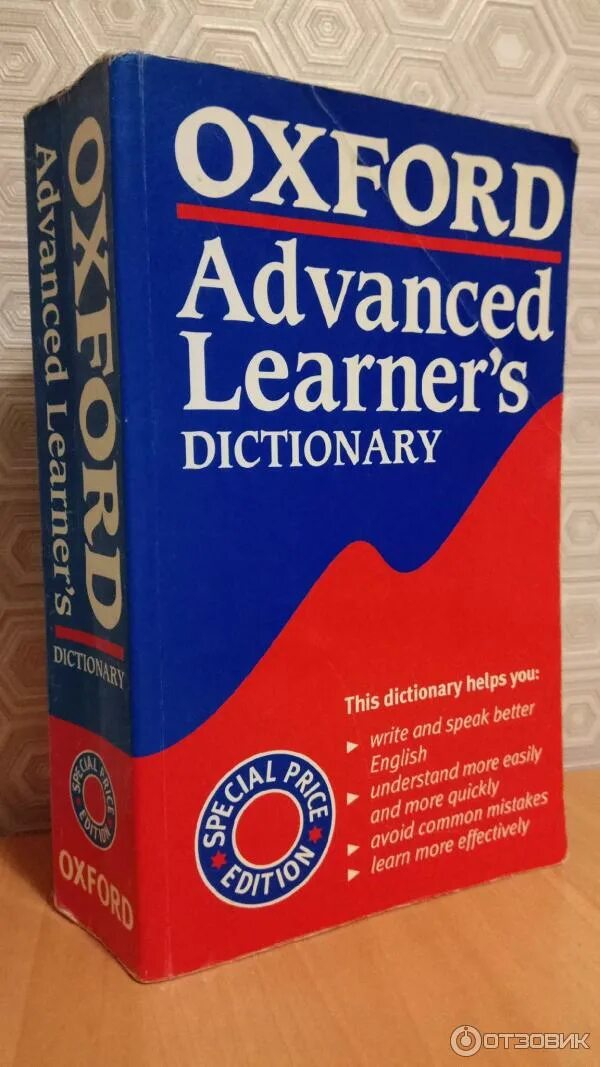 OXFORD
Advanced
Learner's
DICTIONARY
This dictionary helps you:
write and speak better
English
understand more easily
and more quickly
avoid common mistakes
learn more effectively
SPECIAL PRICE
EDITION
OXFORD
Advanced Learner's
DICTIONARY
SPECIAL PRICE
EDITION
OXFORD
ОТЗОВИК